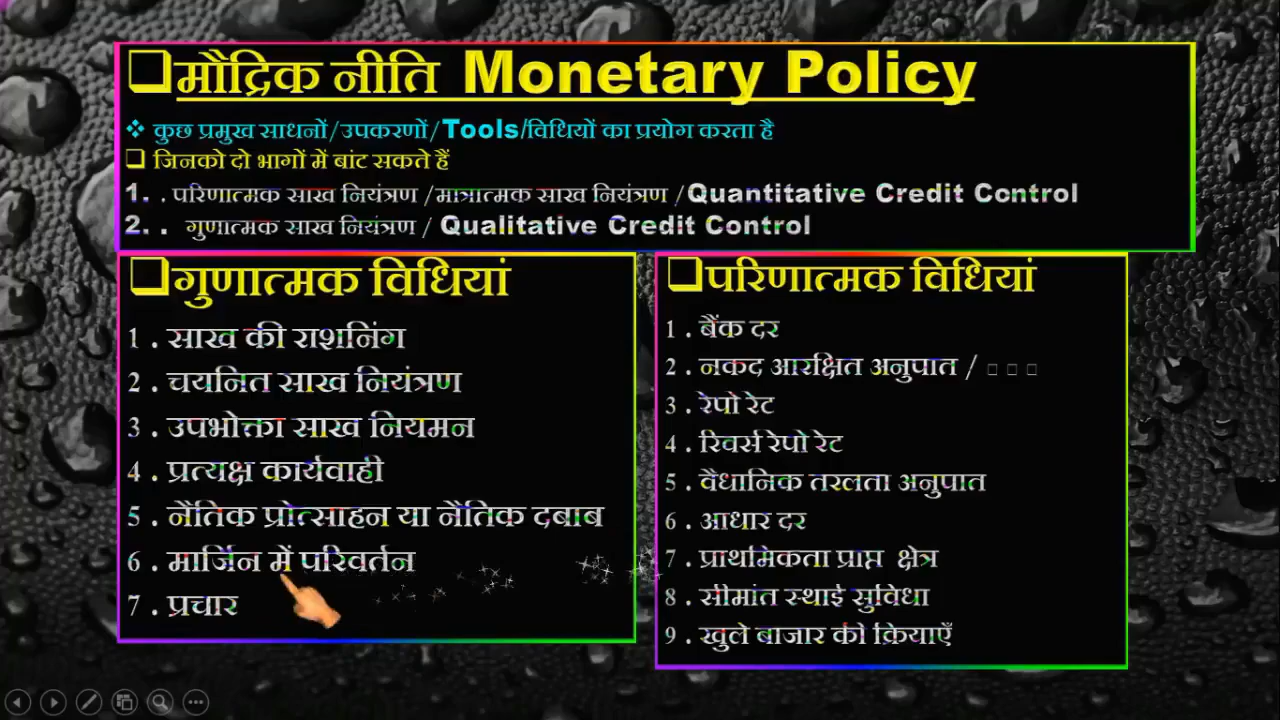 मौद्रिक नीति Monetary Policy
कुछ प्रमुख साधनों/उपकरणों/Tools/विधियों का प्रयोग करता है
जिनको दो भागों में बांट सकते हैं
1. . परिणात्मक साख नियंत्रण /मात्रात्मक साख नियंत्रण /Quantitative Credit Control
2. . गुणात्मक साख नियंत्रण / Qualitative Credit Control
गुणात्मक विधियां
1 . साख की राशनिंग
2 . चयनित साख नियंत्रण
3 . उपभोक्ता साख नियमन
4 . प्रत्यक्ष कार्यवाही
5 . नैतिक प्रोत्साहन या नैतिक दबाब
6 . मार्जिन में परिवर्तन
7 . प्रचार
परिणात्मक विधियां
1 . बैंक दर
2 . नकद आरक्षित अनुपात /
3 . रेपो रेट
4 . रिवर्स रेपो रेट
5 . वैधानिक तरलता अनुपात
6 . आधार दर
7 . प्राथमिकता प्राप्त क्षेत्र
8 . सीमांत स्थाई सुविधा
9 . खुले बाजार की क्रियाएँ